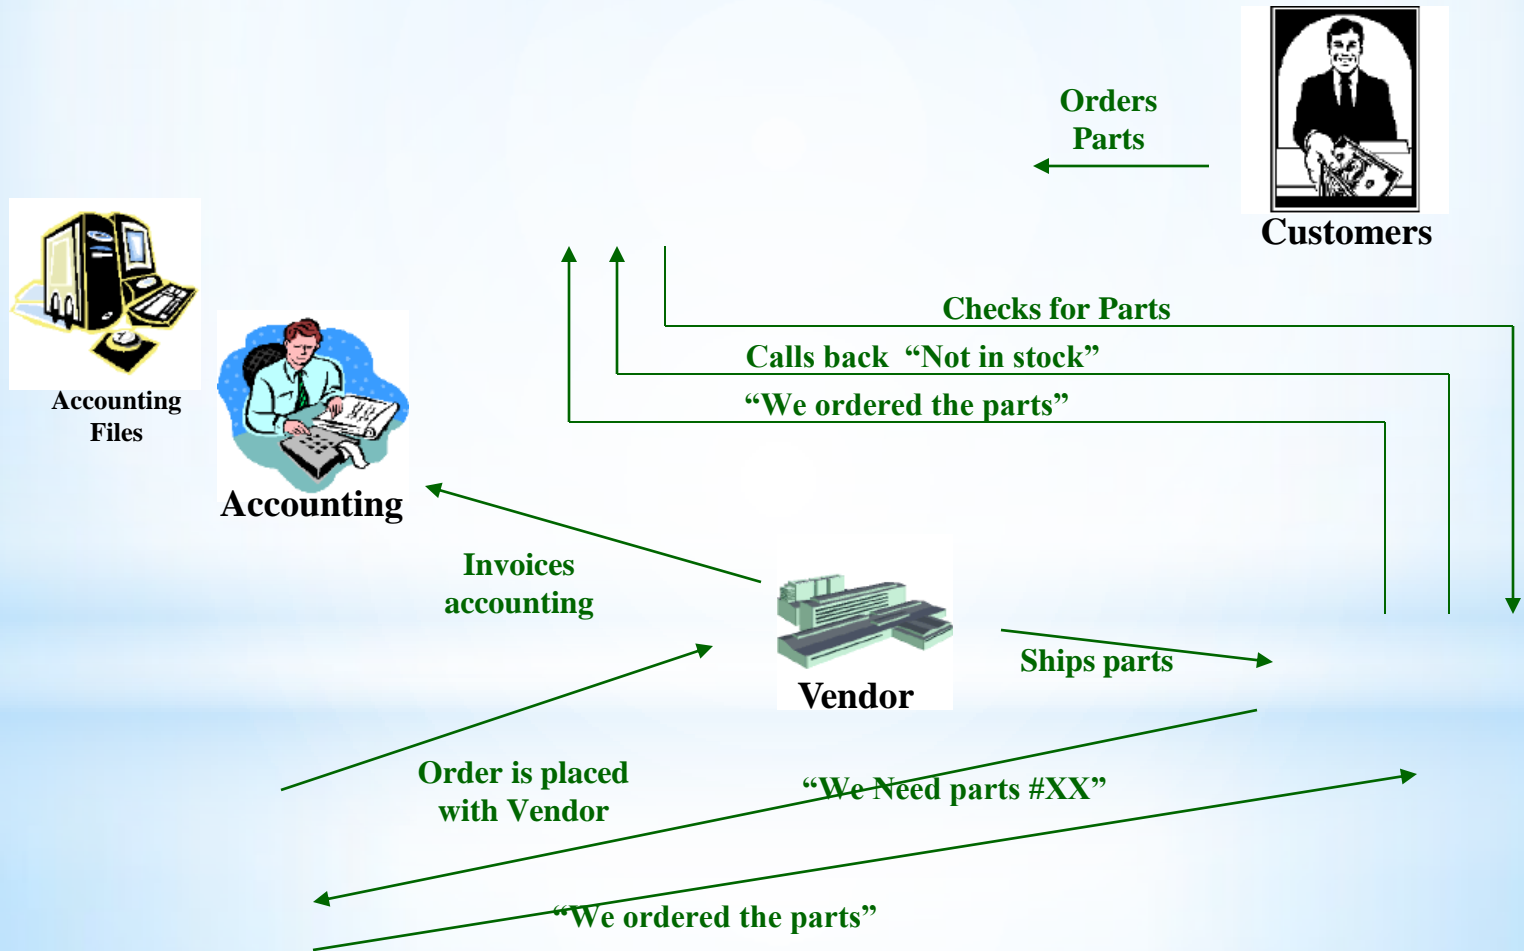 Orders
Parts
Customers
Checks for Parts
Calls back “Not in stock”
“We ordered the parts”
Accounting
Files
Accounting
Invoices
accounting
Ships parts
Vendor
Order is placed
with Vendor
“We Need parts #XX”
“We ordered the parts”